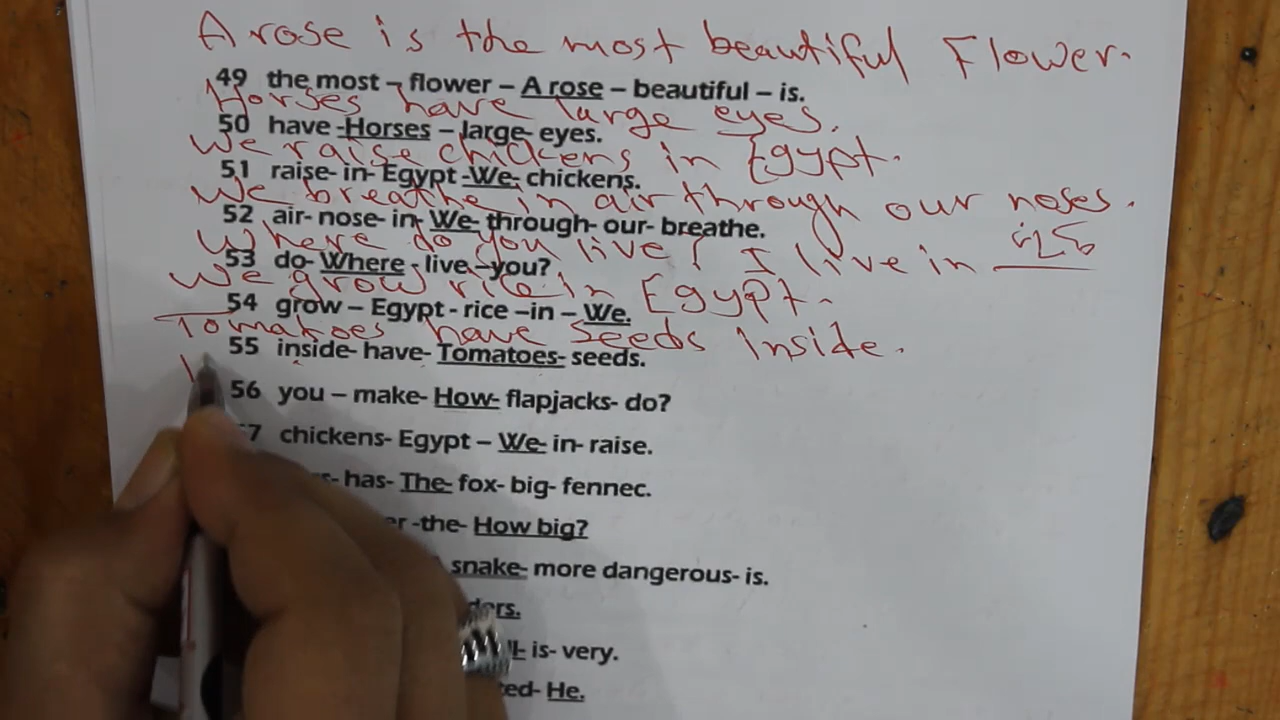 A rose is the most beautiful Flower.
49 the most – flower – A rose – beautiful – is.
Horses have large eyes.
50 have -Horses – large- eyes.
We raise chickens in Egypt.
51 raise- in- Egypt -We- chickens.
We breathe in air through our noses.
52 air- nose- in- We- through- our- breathe.
Where do you live? I live in
53 do- Where - live –you?
We grow rice in Egypt.
54 grow – Egypt - rice –in – We.
Tomatoes have seeds inside.
55 inside- have- Tomatoes- seeds.
56 you – make- How- flapjacks- do?
7 chickens- Egypt – We- in- raise.
- has- The- fox- big- fennec.
-the- How big?
snake- more dangerous- is.
is- very.
He.